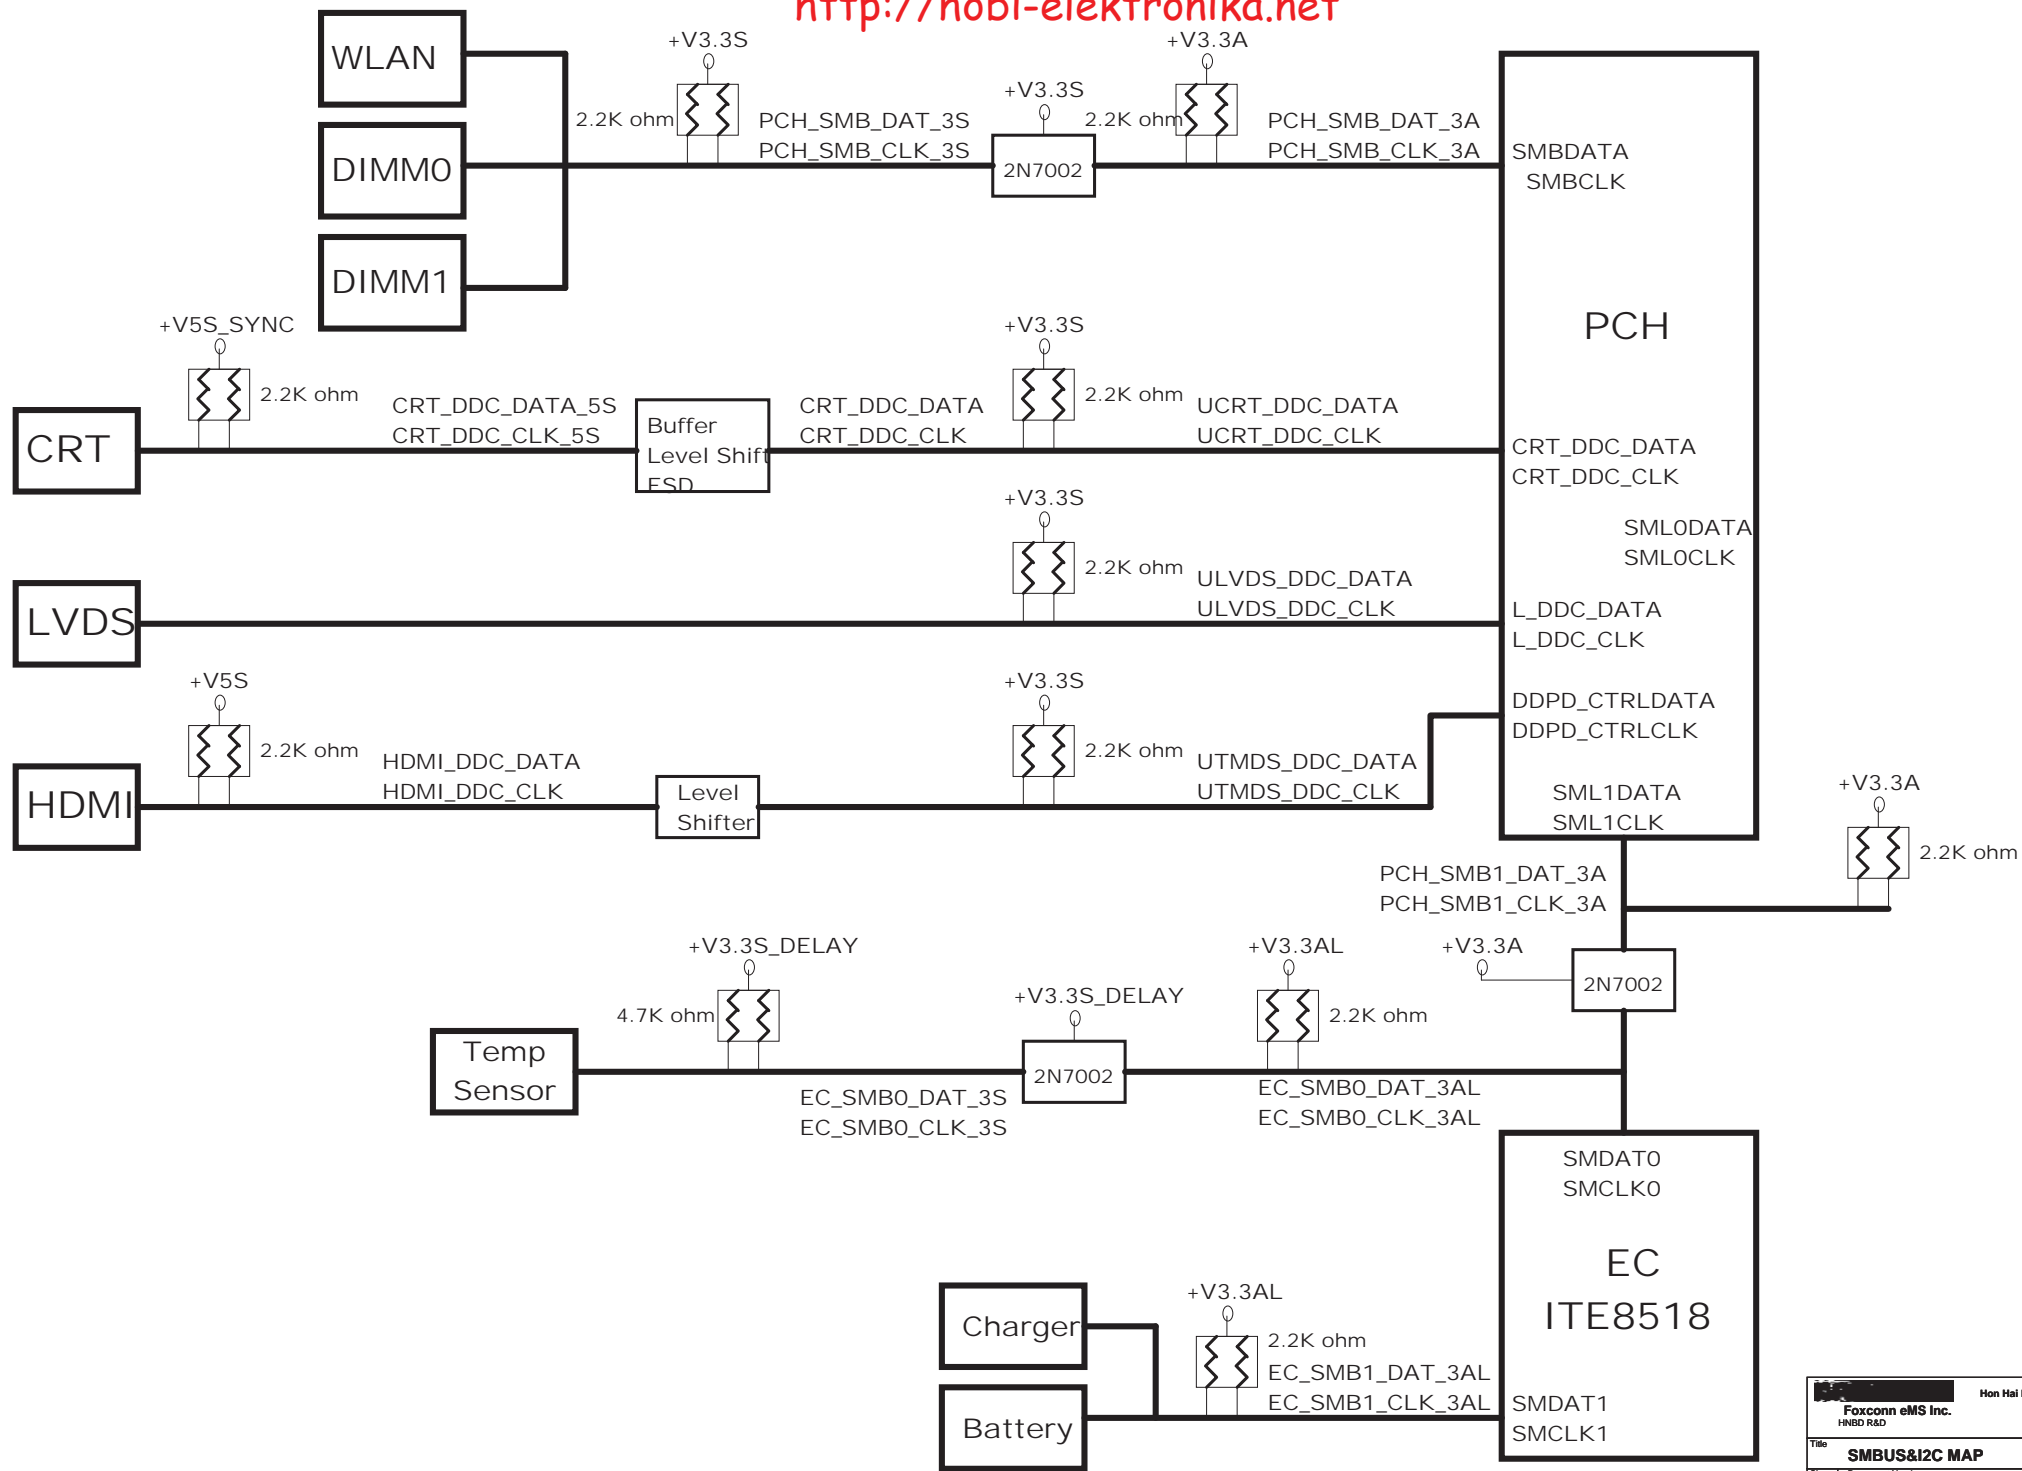 http://hobi-elektronika.net
WLAN
DIMM0
DIMM1
+V3.3S
2.2K ohm
PCH_SMB_DAT_3S
PCH_SMB_CLK_3S
+V3.3S
2N7002
+V3.3A
2.2K ohm
PCH_SMB_DAT_3A
PCH_SMB_CLK_3A
SMBDATA
SMBCLK
PCH
+V5S_SYNC
2.2K ohm
CRT
CRT_DDC_DATA_5S
CRT_DDC_CLK_5S
Buffer
Level Shift
ESD
CRT_DDC_DATA
CRT_DDC_CLK
+V3.3S
2.2K ohm
UCRT_DDC_DATA
UCRT_DDC_CLK
CRT_DDC_DATA
CRT_DDC_CLK
SML0DATA
SML0CLK
LVDS
+V3.3S
2.2K ohm
ULVDS_DDC_DATA
ULVDS_DDC_CLK
L_DDC_DATA
L_DDC_CLK
+V5S
2.2K ohm
HDMI
HDMI_DDC_DATA
HDMI_DDC_CLK
Level
Shifter
+V3.3S
2.2K ohm
UTMDS_DDC_DATA
UTMDS_DDC_CLK
DDPD_CTRLDATA
DDPD_CTRLCLK
SML1DATA
SML1CLK
+V3.3A
2.2K ohm
PCH_SMB1_DAT_3A
PCH_SMB1_CLK_3A
+V3.3A
2N7002
Temp
Sensor
+V3.3S_DELAY
4.7K ohm
EC_SMB0_DAT_3S
EC_SMB0_CLK_3S
+V3.3S_DELAY
2N7002
+V3.3AL
2.2K ohm
EC_SMB0_DAT_3AL
EC_SMB0_CLK_3AL
SMDAT0
SMCLK0
EC
ITE8518
Charger
Battery
+V3.3AL
2.2K ohm
EC_SMB1_DAT_3AL
EC_SMB1_CLK_3AL
SMDAT1
SMCLK1
Hon Hai
Foxconn eMS Inc.
HNBD R&D
Title
SMBUS&I2C MAP